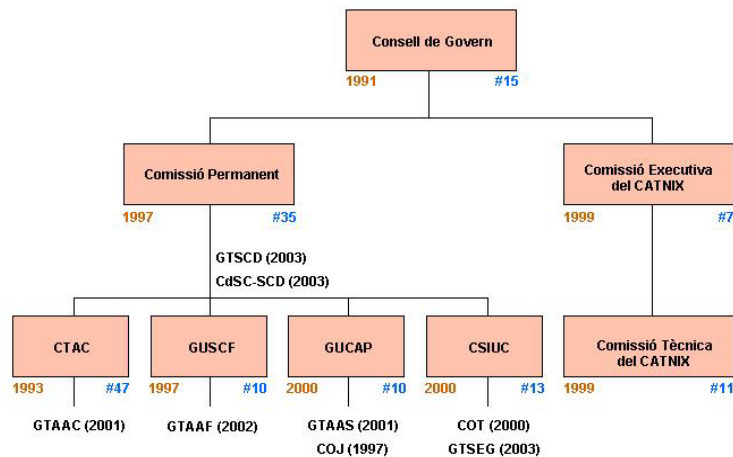 Consell de Govern
1991 #15
Comissió Permanent
1997 #35
Comissió Executiva
del CATNIX
1999 #7
GTSCD (2003)
CdSC-SCD (2003)
CTAC
1993 #47
GUSCF
1997 #10
GUCAP
2000 #10
CSIUC
2000 #13
Comissió Tècnica
del CATNIX
1999 #11
GTAAC (2001)
GTAAF (2002)
GTAAS (2001)
COJ (1997)
COT (2000)
GTSEG (2003)